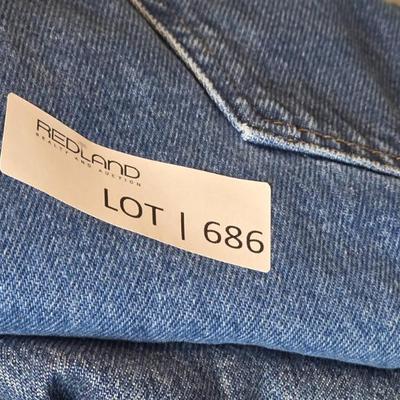 REDLAND
REALTY AND AUCTION
LOT | 686